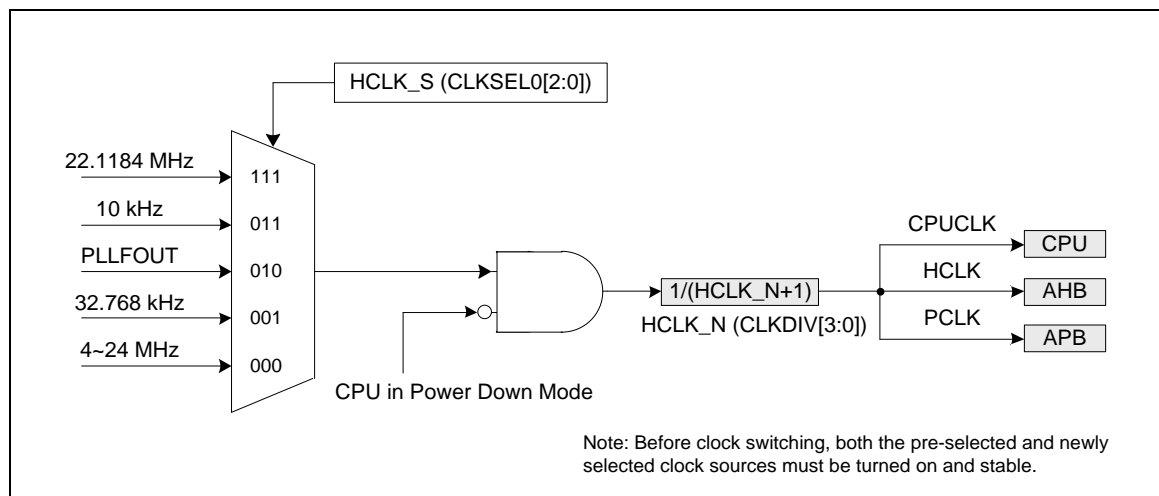 HCLK_S (CLKSEL0[2:0])
22.1184 MHz
111
10 kHz
011
PLLFOUT
010
32.768 kHz
001
4~24 MHz
000
CPU in Power Down Mode
1/(HCLK_N+1)
HCLK_N (CLKDIV[3:0])
CPUCLK
CPU
HCLK
AHB
PCLK
APB
Note: Before clock switching, both the pre-selected and newly
selected clock sources must be turned on and stable.